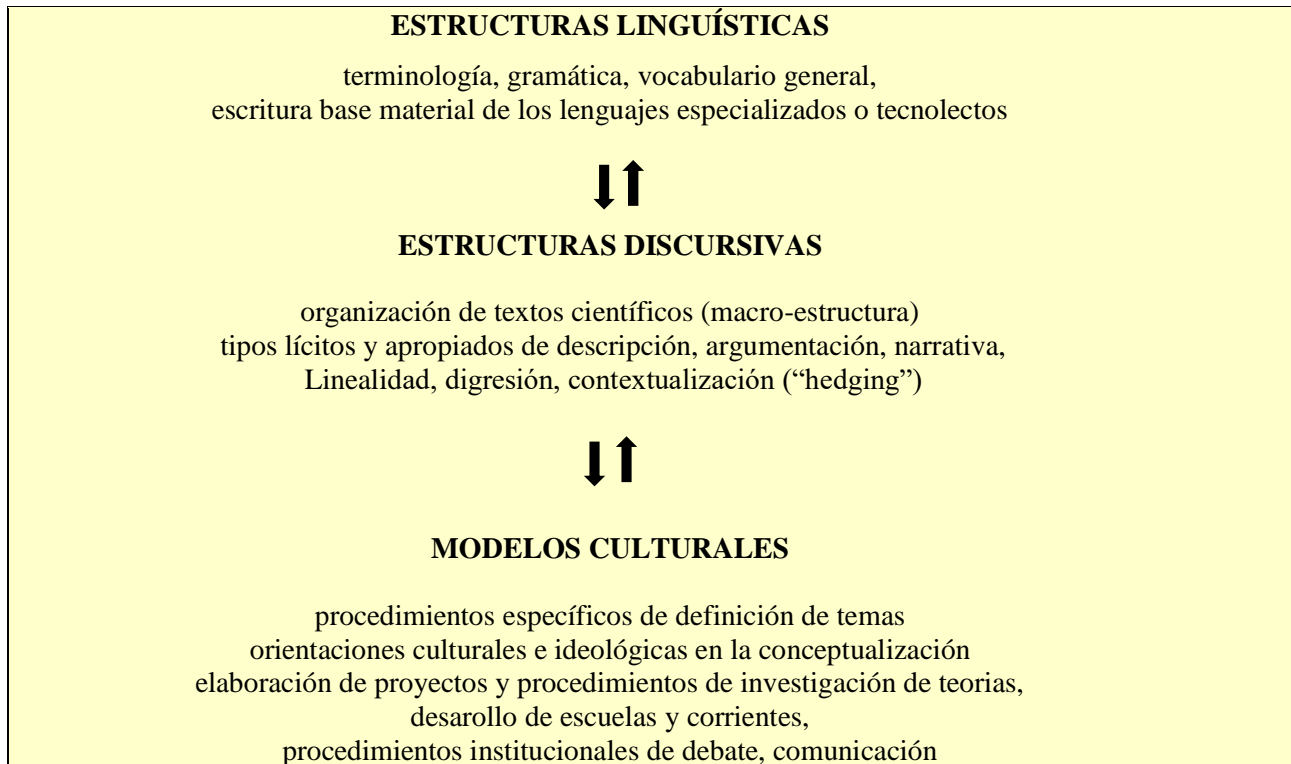 ESTRUCTURAS LINGUÍSTICAS
terminología, gramática, vocabulario general,
escritura base material de los lenguajes especializados o tecnolectos
ESTRUCTURAS DISCURSIVAS
organización de textos científicos (macro-estructura)
tipos lícitos y apropiados de descripción, argumentación, narrativa,
Linealidad, digresión, contextualización (“hedging”)
MODELOS CULTURALES
procedimientos específicos de definición de temas
orientaciones culturales e ideológicas en la conceptualización
elaboración de proyectos y procedimientos de investigación de teorias,
desarollo de escuelas y corrientes,
procedimientos institucionales de debate, comunicación